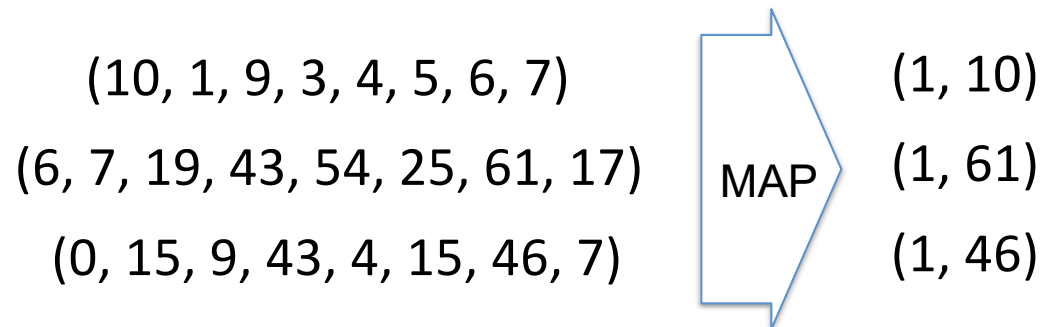 (10, 1, 9, 3, 4, 5, 6, 7)
(6, 7, 19, 43, 54, 25, 61, 17)
(0, 15, 9, 43, 4, 15, 46, 7)
MAP
(1, 10)
(1, 61)
(1, 46)